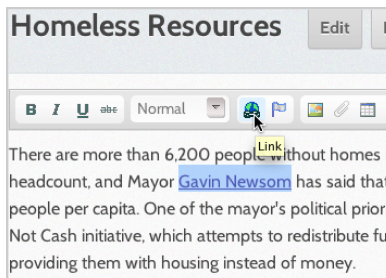 Homeless Resources Edit
B I U abc Normal
Link
There are more than 6,200 people without homes
headcount, and Mayor Gavin Newsom has said that
people per capita. One of the mayor's political prior
Not Cash initiative, which attempts to redistribute fu
providing them with housing instead of money.